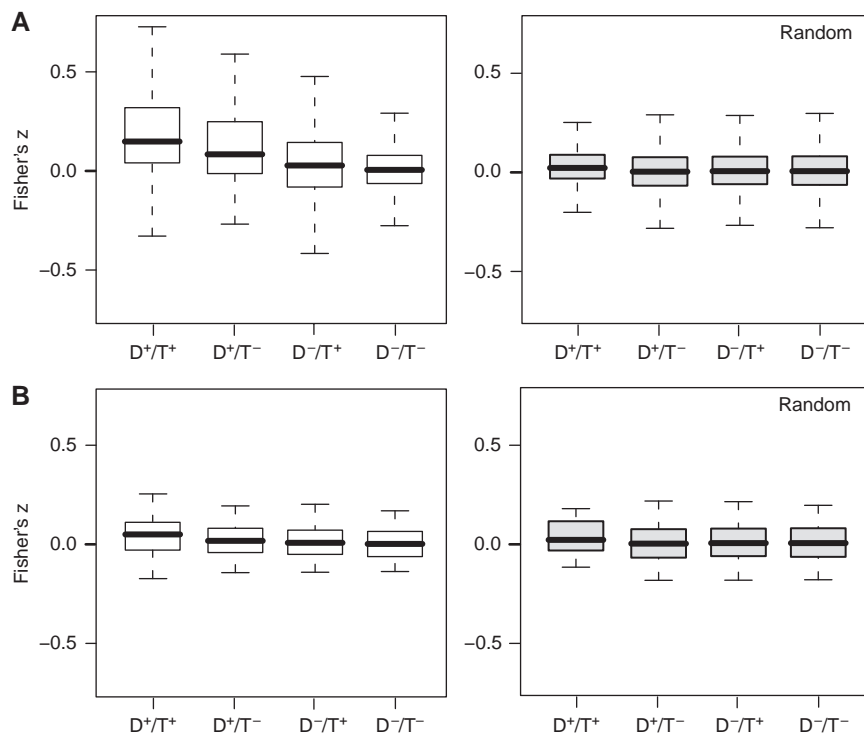 A
Random
0.5
0.0
−0.5
Fisher's z
D⁺/T⁺ D⁺/T⁻ D⁻/T⁺ D⁻/T⁻
0.5
0.0
−0.5
D⁺/T⁺ D⁺/T⁻ D⁻/T⁺ D⁻/T⁻
B
Random
0.5
0.0
−0.5
Fisher's z
D⁺/T⁺ D⁺/T⁻ D⁻/T⁺ D⁻/T⁻
0.5
0.0
−0.5
D⁺/T⁺ D⁺/T⁻ D⁻/T⁺ D⁻/T⁻